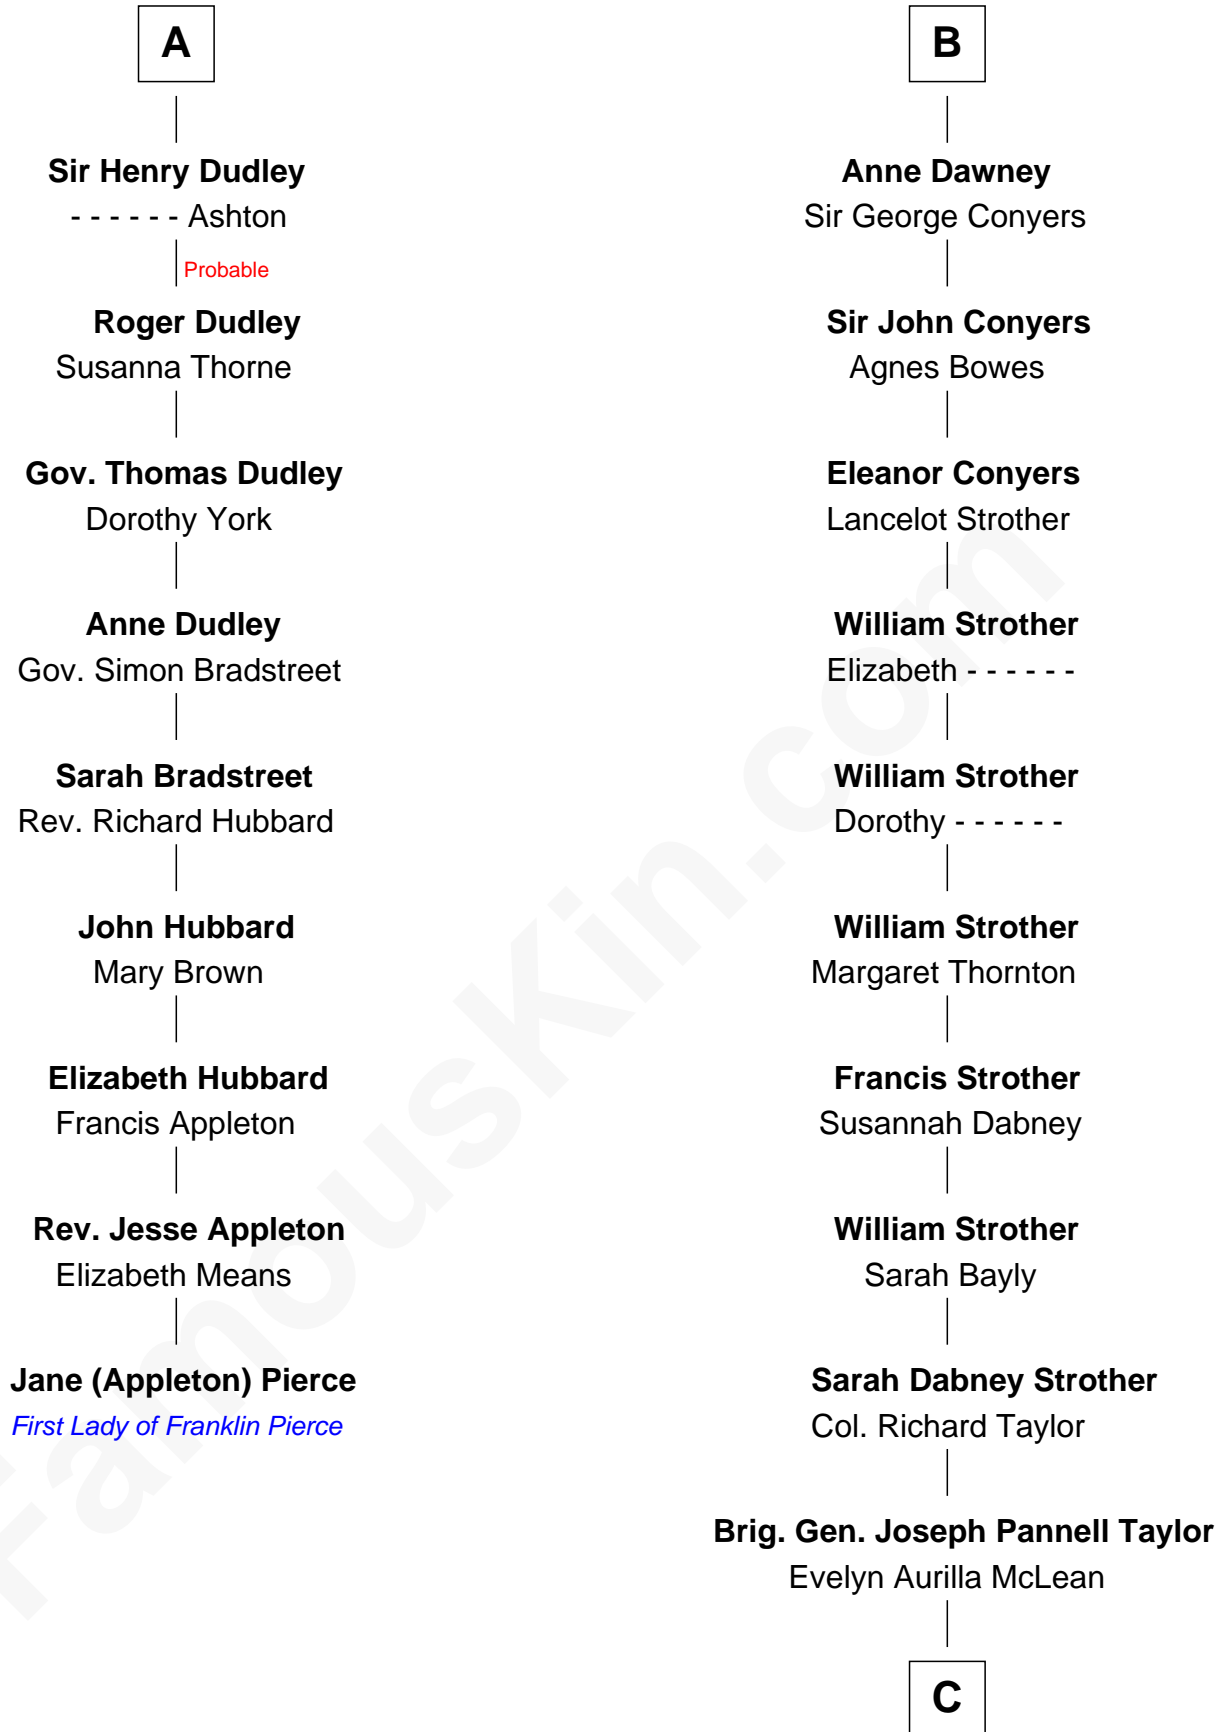 A
Sir Henry Dudley
- - - - - - Ashton
Probable
Roger Dudley
Susanna Thorne
Gov. Thomas Dudley
Dorothy York
Anne Dudley
Gov. Simon Bradstreet
Sarah Bradstreet
Rev. Richard Hubbard
John Hubbard
Mary Brown
Elizabeth Hubbard
Francis Appleton
Rev. Jesse Appleton
Elizabeth Means
Jane (Appleton) Pierce
First Lady of Franklin Pierce
B
Anne Dawney
Sir George Conyers
Sir John Conyers
Agnes Bowes
Eleanor Conyers
Lancelot Strother
William Strother
Elizabeth - - - - - -
William Strother
Dorothy - - - - - -
William Strother
Margaret Thornton
Francis Strother
Susannah Dabney
William Strother
Sarah Bayly
Sarah Dabney Strother
Col. Richard Taylor
Brig. Gen. Joseph Pannell Taylor
Evelyn Aurilla McLean
C
FamousKin.com